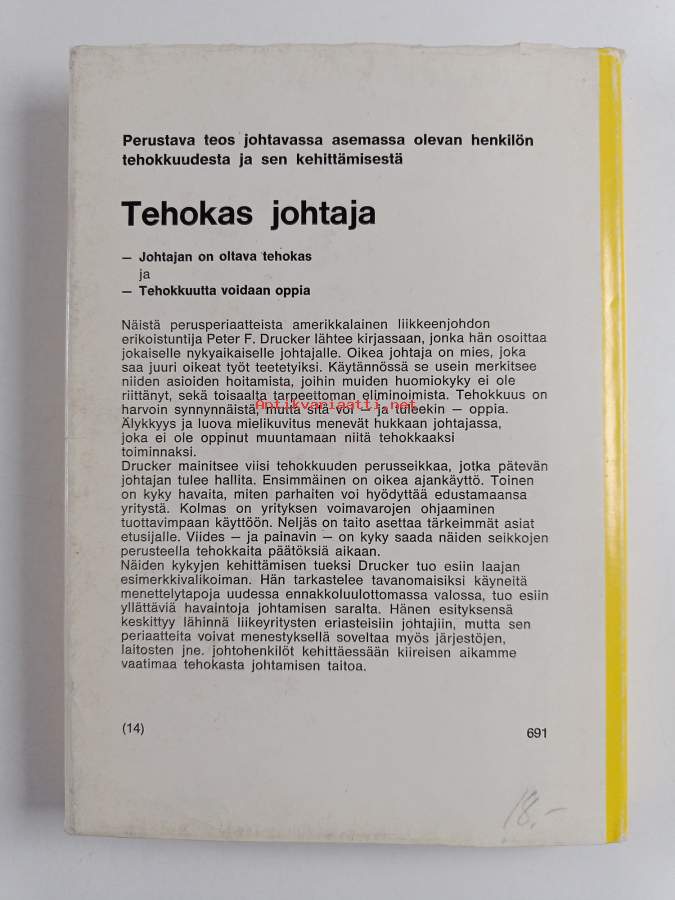 Perustava teos johtavassa asemassa olevan henkilön
tehokkuudesta ja sen kehittämisestä
Tehokas johtaja
— Johtajan on oltava tehokas
ja
— Tehokkuutta voidaan oppia
Näistä perusperiaatteista amerikkalainen liikkeenjohdon
erikoistuntija Peter F. Drucker lähtee kirjassaan, jonka hän osoittaa
jokaiselle nykyaikaiselle johtajalle. Oikea johtaja on mies, joka
saa juuri oikeat työt teetetyiksi. Käytännössä se usein merkitsee
niiden asioiden hoitamista, joihin muiden huomiokyky ei ole
riittänyt, sekä toisaalta tarpeettoman eliminoimista. Tehokkuus on
Antikvariaatti.net
harvoin synnynnäistä, mutta sitä voi — ja tuleekin — oppia.
Älykkyys ja luova mielikuvitus menevät hukkaan johtajassa,
joka ei ole oppinut muuntamaan niitä tehokkaaksi
toiminnaksi.
Drucker mainitsee viisi tehokkuuden perusseikkaa, jotka pätevän
johtajan tulee hallita. Ensimmäinen on oikea ajankäyttö. Toinen
on kyky havaita, miten parhaiten voi hyödyttää edustamaansa
yritystä. Kolmas on yrityksen voimavarojen ohjaaminen
tuottavimpaan käyttöön. Neljäs on taito asettaa tärkeimmät asiat
etusijalle. Viides — ja painavin — on kyky saada näiden seikkojen
perusteella tehokkaita päätöksiä aikaan.
Näiden kykyjen kehittämisen tueksi Drucker tuo esiin laajan
esimerkkivalikoiman. Hän tarkastelee tavanomaisiksi käyneitä
menettelytapoja uudessa ennakkoluulottomassa valossa, tuo esiin
yllättäviä havaintoja johtamisen saralta. Hänen esityksensä
keskittyy lähinnä liikeyritysten eriasteisiin johtajiin, mutta sen
periaatteita voivat menestyksellä soveltaa myös järjestöjen,
laitosten jne. johtohenkilöt kehittäessään kiireisen aikamme
vaatimaa tehokasta johtamisen taitoa.
(14)
691
18,-